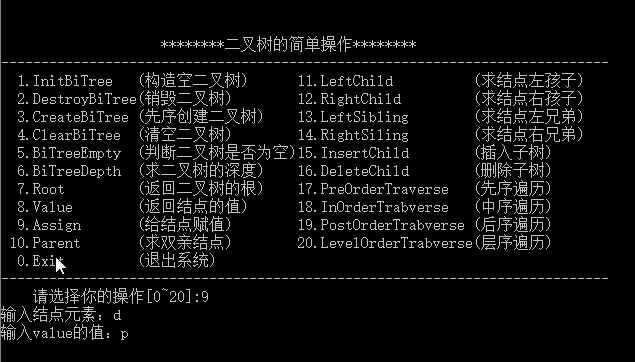 ********二叉树的简单操作********
1.InitBiTree (构造空二叉树) 11.LeftChild (求结点左孩子)
2.DestroyBiTree(销毁二叉树) 12.RightChild (求结点右孩子)
3.CreateBiTree (先序创建二叉树) 13.LeftSibling (求结点左兄弟)
4.ClearBiTree (清空二叉树) 14.RightSiling (求结点右兄弟)
5.BiTreeEmpty (判断二叉树是否为空)15.InsertChild (插入子树)
6.BiTreeDepth (求二叉树的深度) 16.DeleteChild (删除子树)
7.Root (返回二叉树的根) 17.PreOrderTraverse (先序遍历)
8.Value (返回结点的值) 18.InOrderTrabverse (中序遍历)
9.Assign (给结点赋值) 19.PostOrderTraverse (后序遍历)
10.Parent (求双亲结点) 20.LevelOrderTrabverse(层序遍历)
0.Exit (退出系统)
请选择你的操作[0~20]:9
输入结点元素：d
输入value的值：p